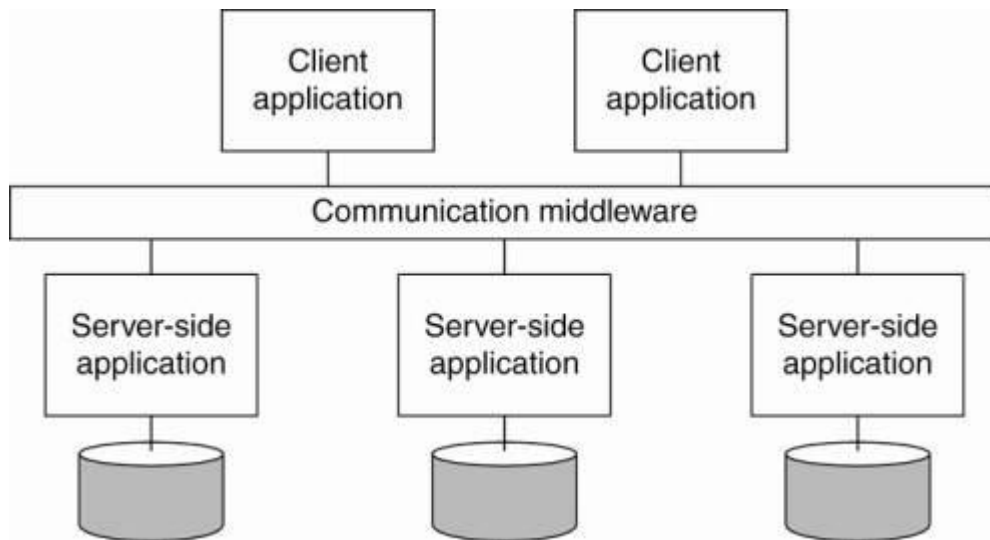 Client
application
Client
application
Communication middleware
Server-side
application
Server-side
application
Server-side
application